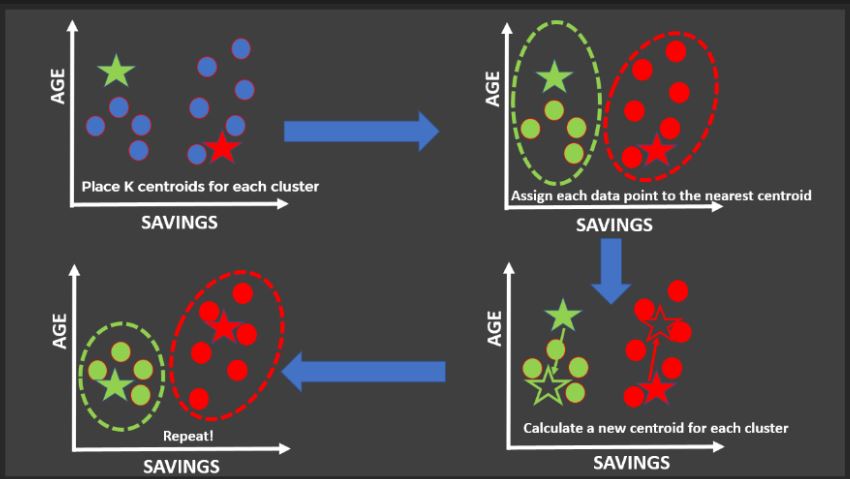 AGE
Place K centroids for each cluster
SAVINGS
AGE
Assign each data point to the nearest centroid
SAVINGS
AGE
Repeat!
SAVINGS
AGE
Calculate a new centroid for each cluster
SAVINGS